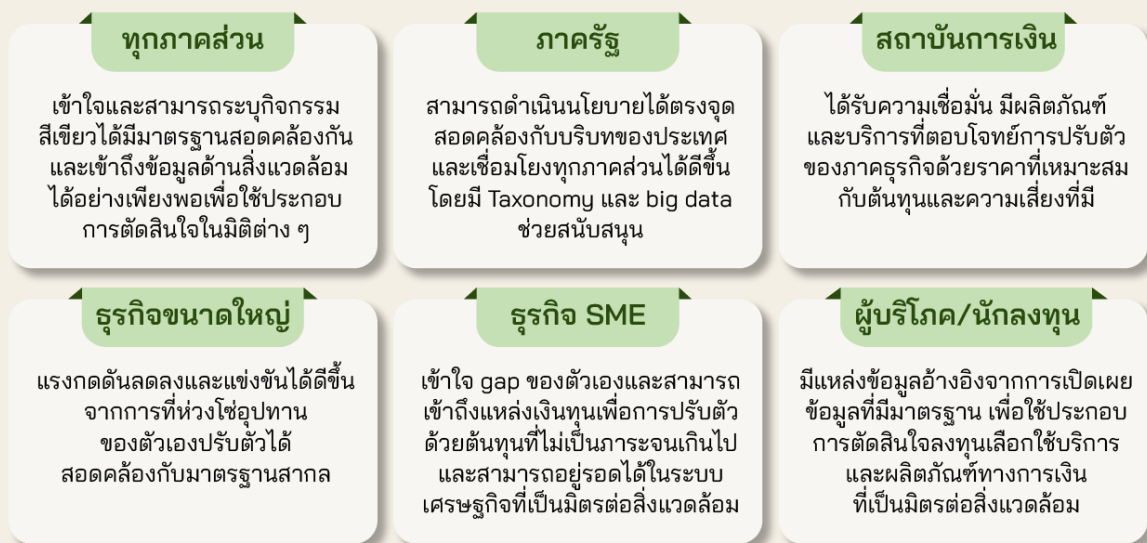 ทุกภาคส่วน
เข้าใจและสามารถระบุกิจกรรม
สีเขียวได้มีมาตรฐานสอดคล้องกัน
และเข้าถึงข้อมูลด้านสิ่งแวดล้อม
ได้อย่างเพียงพอเพื่อใช้ประกอบ
การตัดสินใจในมิติต่าง ๆ
ภาครัฐ
สามารถดำเนินนโยบายได้ตรงจุด
สอดคล้องกับบริบทของประเทศ
และเชื่อมโยงทุกภาคส่วนได้ดีขึ้น
โดยมี Taxonomy และ big data
ช่วยสนับสนุน
สถาบันการเงิน
ได้รับความเชื่อมั่น มีผลิตภัณฑ์
และบริการที่ตอบโจทย์การปรับตัว
ของภาคธุรกิจด้วยราคาที่เหมาะสม
กับต้นทุนและความเสี่ยงที่มี
ธุรกิจขนาดใหญ่
แรงกดดันลดลงและแข่งขันได้ดีขึ้น
จากการที่ห่วงโซ่อุปทาน
ของตัวเองปรับตัวได้
สอดคล้องกับมาตรฐานสากล
ธุรกิจ SME
เข้าใจ gap ของตัวเองและสามารถ
เข้าถึงแหล่งเงินทุนเพื่อการปรับตัว
ด้วยต้นทุนที่ไม่เป็นภาระจนเกินไป
และสามารถอยู่รอดได้ในระบบ
เศรษฐกิจที่เป็นมิตรต่อสิ่งแวดล้อม
ผู้บริโภค/นักลงทุน
มีแหล่งข้อมูลอ้างอิงจากการเปิดเผย
ข้อมูลที่มีมาตรฐาน เพื่อใช้ประกอบ
การตัดสินใจลงทุนเลือกใช้บริการ
และผลิตภัณฑ์ทางการเงิน
ที่เป็นมิตรต่อสิ่งแวดล้อม